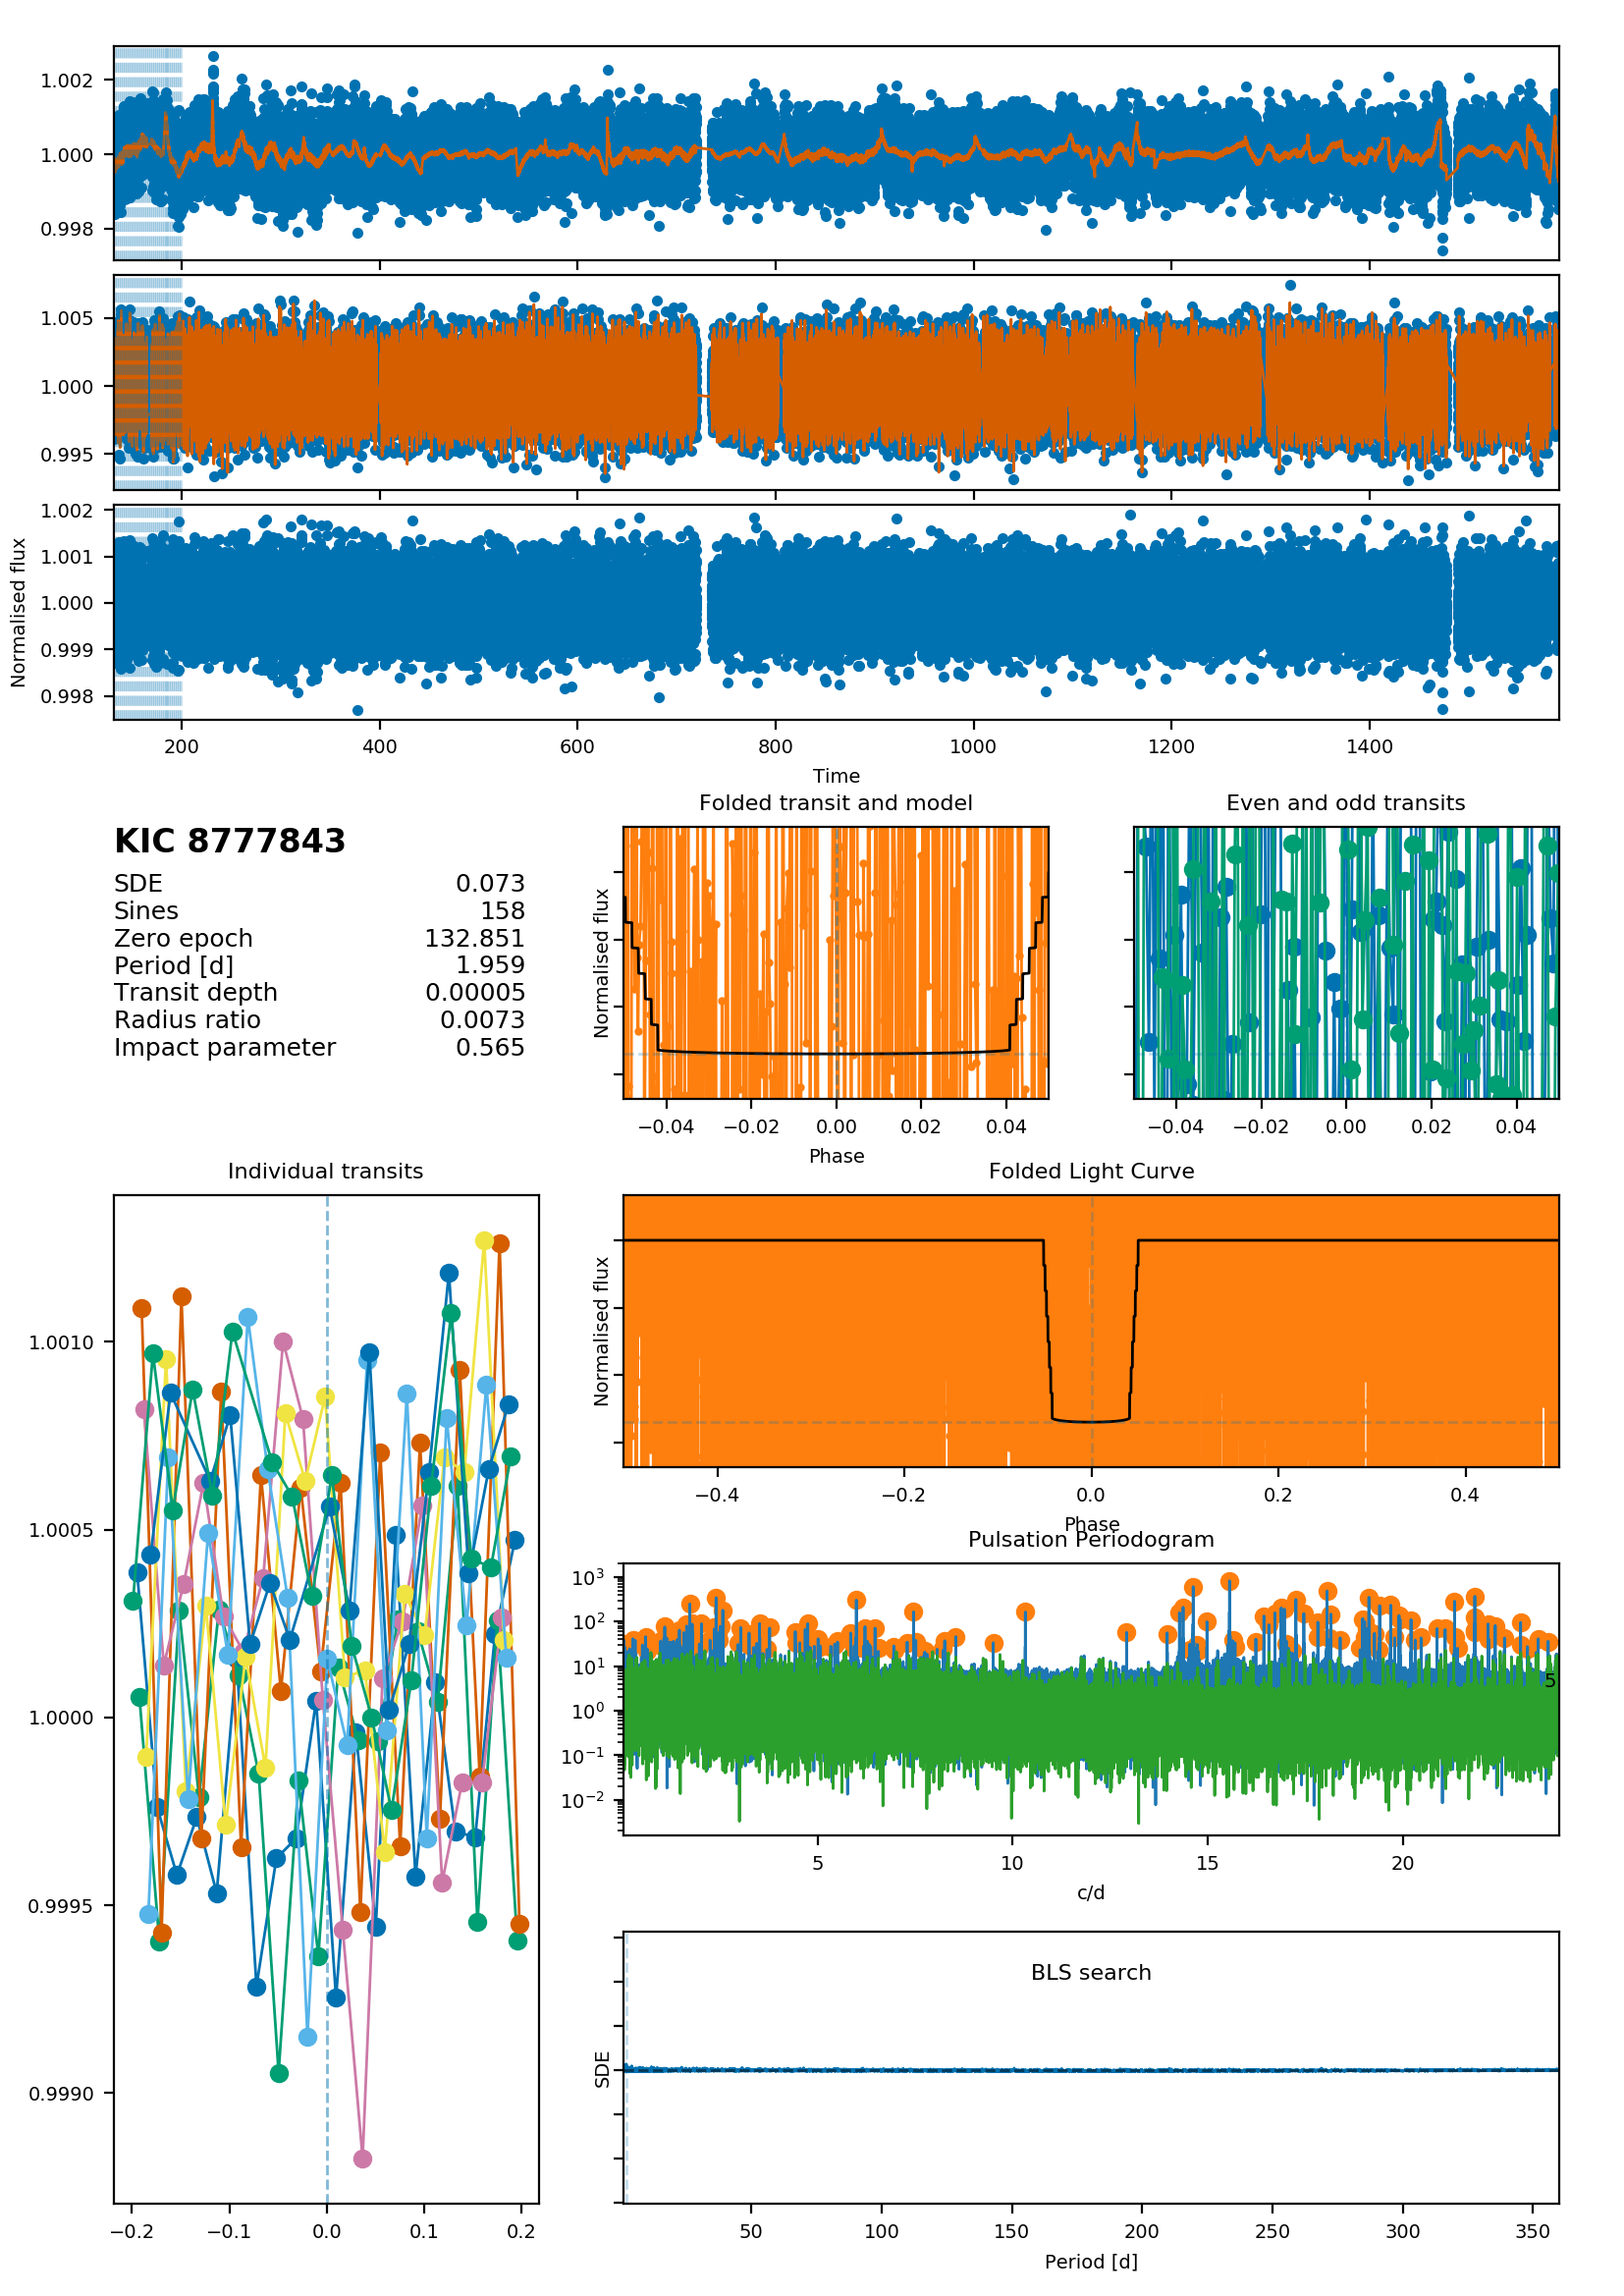 1.002
1.000
0.998
1.005
1.000
0.995
1.002
1.001
1.000
0.999
0.998
Normalised flux
200 400 600 800 1000 1200 1400
Time
KIC 8777843
SDE 0.073
Sines 158
Zero epoch 132.851
Period [d] 1.959
Transit depth 0.00005
Radius ratio 0.0073
Impact parameter 0.565
Folded transit and model
Normalised flux
−0.04 −0.02 0.00 0.02 0.04
Phase
Even and odd transits
−0.04 −0.02 0.00 0.02 0.04
Individual transits
1.0010
1.0005
1.0000
0.9995
0.9990
−0.2 −0.1 0.0 0.1 0.2
Folded Light Curve
Normalised flux
−0.4 −0.2 0.0 0.2 0.4
Phase
Pulsation Periodogram
10³
10²
10¹
10⁰
10⁻¹
10⁻²
5
5 10 15 20
c/d
BLS search
SDE
50 100 150 200 250 300 350
Period [d]